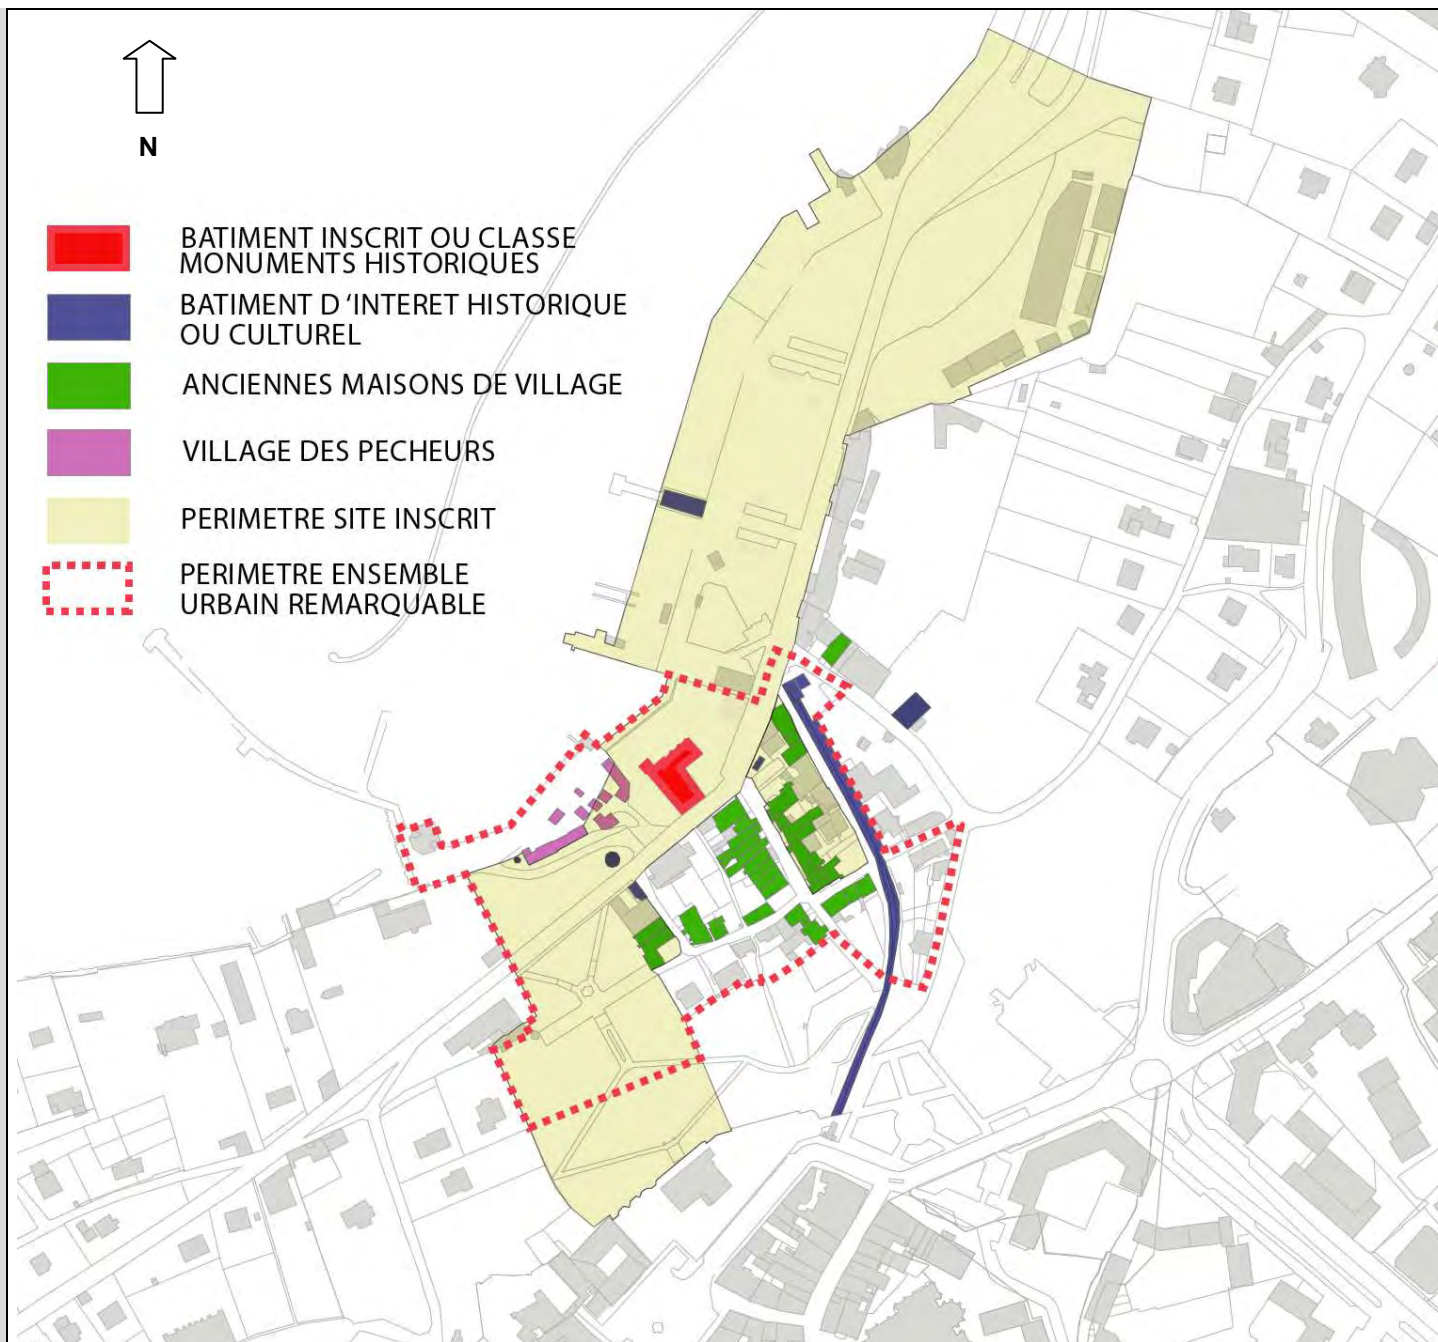 N
BATIMENT INSCRIT OU CLASSE
MONUMENTS HISTORIQUES
BATIMENT D 'INTERET HISTORIQUE
OU CULTUREL
ANCIENNES MAISONS DE VILLAGE
VILLAGE DES PECHEURS
PERIMETRE SITE INSCRIT
PERIMETRE ENSEMBLE
URBAIN REMARQUABLE